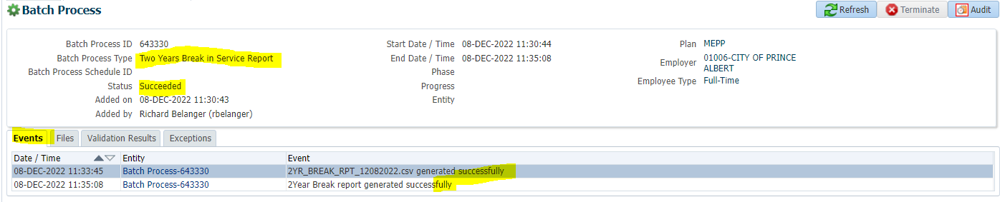 Batch Process
Refresh
Terminate
Audit
Batch Process ID 643330
Batch Process Type Two Years Break in Service Report
Batch Process Schedule ID
Status Succeeded
Added on 08-DEC-2022 11:30:43
Added by Richard Belanger (rbelanger)
Start Date / Time 08-DEC-2022 11:30:44
End Date / Time 08-DEC-2022 11:35:08
Phase
Progress
Entity
Plan MEPP
Employer 01006-CITY OF PRINCE
ALBERT
Employee Type Full-Time
Events Files Validation Results Exceptions
Date / Time Entity Event
08-DEC-2022 11:33:45 Batch Process-643330 2YR_BREAK_RPT_12082022.csv generated successfully
08-DEC-2022 11:35:08 Batch Process-643330 2Year Break report generated successfully